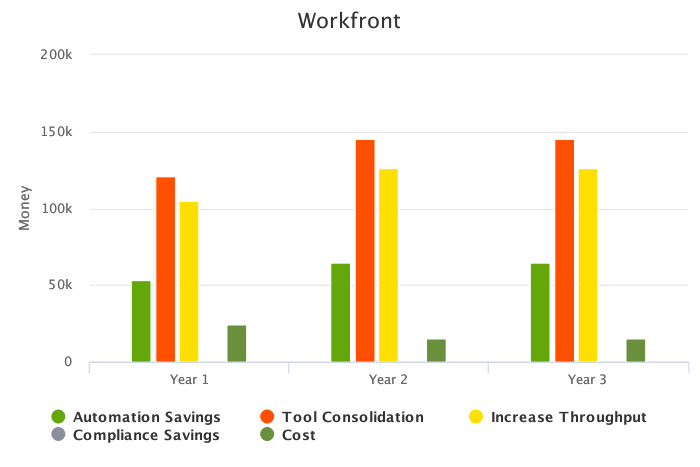 Workfront
200k
150k
100k
50k
0
Money
Year 1 Year 2 Year 3
Automation Savings Tool Consolidation Increase Throughput
Compliance Savings Cost